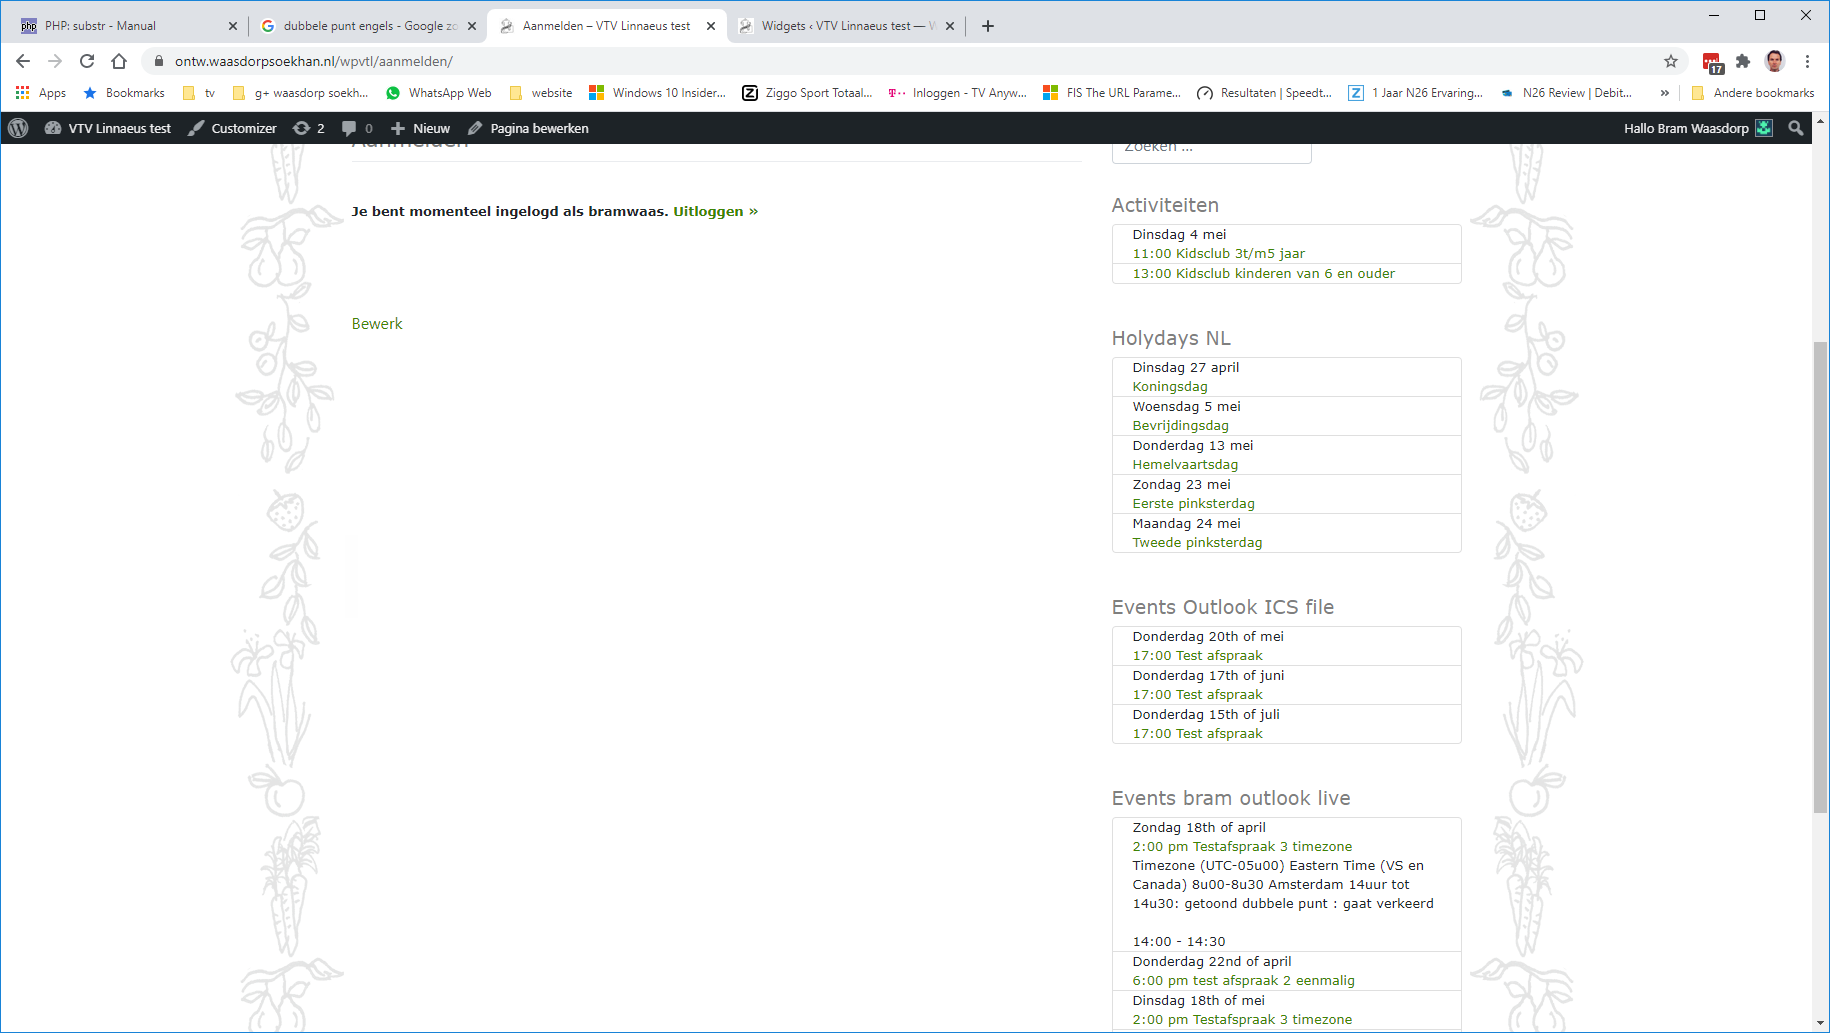 PHP: substr - Manual
dubbele punt engels - Google zo
Aanmelden – VTV Linnaeus test
Widgets ‹ VTV Linnaeus test — W
ontw.waasdorpsoekhan.nl/wpvtl/aanmelden/
17
Apps
Bookmarks
tv
g+ waasdorp soekh...
WhatsApp Web
website
Windows 10 Insider...
Ziggo Sport Totaal...
Inloggen - TV Anyw...
FIS The URL Parame...
Resultaten | Speedt...
1 Jaar N26 Ervaring...
N26 Review | Debit...
»
Andere bookmarks
VTV Linnaeus test
Customizer
2
0
Nieuw
Pagina bewerken
Hallo Bram Waasdorp
Aanmelden
Je bent momenteel ingelogd als bramwaas. Uitloggen »
Bewerk
Zoeken ...
Activiteiten
Dinsdag 4 mei
11:00 Kidsclub 3t/m5 jaar
13:00 Kidsclub kinderen van 6 en ouder
Holydays NL
Dinsdag 27 april
Koningsdag
Woensdag 5 mei
Bevrijdingsdag
Donderdag 13 mei
Hemelvaartsdag
Zondag 23 mei
Eerste pinksterdag
Maandag 24 mei
Tweede pinksterdag
Events Outlook ICS file
Donderdag 20th of mei
17:00 Test afspraak
Donderdag 17th of juni
17:00 Test afspraak
Donderdag 15th of juli
17:00 Test afspraak
Events bram outlook live
Zondag 18th of april
2:00 pm Testafspraak 3 timezone
Timezone (UTC-05u00) Eastern Time (VS en
Canada) 8u00-8u30 Amsterdam 14uur tot
14u30: getoond dubbele punt : gaat verkeerd
14:00 - 14:30
Donderdag 22nd of april
6:00 pm test afspraak 2 eenmalig
Dinsdag 18th of mei
2:00 pm Testafspraak 3 timezone